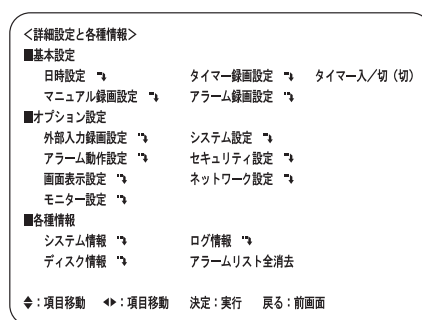 <詳細設定と各種情報>
■基本設定
日時設定 タイマー録画設定 タイマー入／切（切）
マニュアル録画設定 アラーム録画設定
■オプション設定
外部入力録画設定 システム設定
アラーム動作設定 セキュリティ設定
画面表示設定 ネットワーク設定
モニター設定
■各種情報
システム情報 ログ情報
ディスク情報 アラームリスト全消去
：項目移動 ：項目移動 決定：実行 戻る：前画面